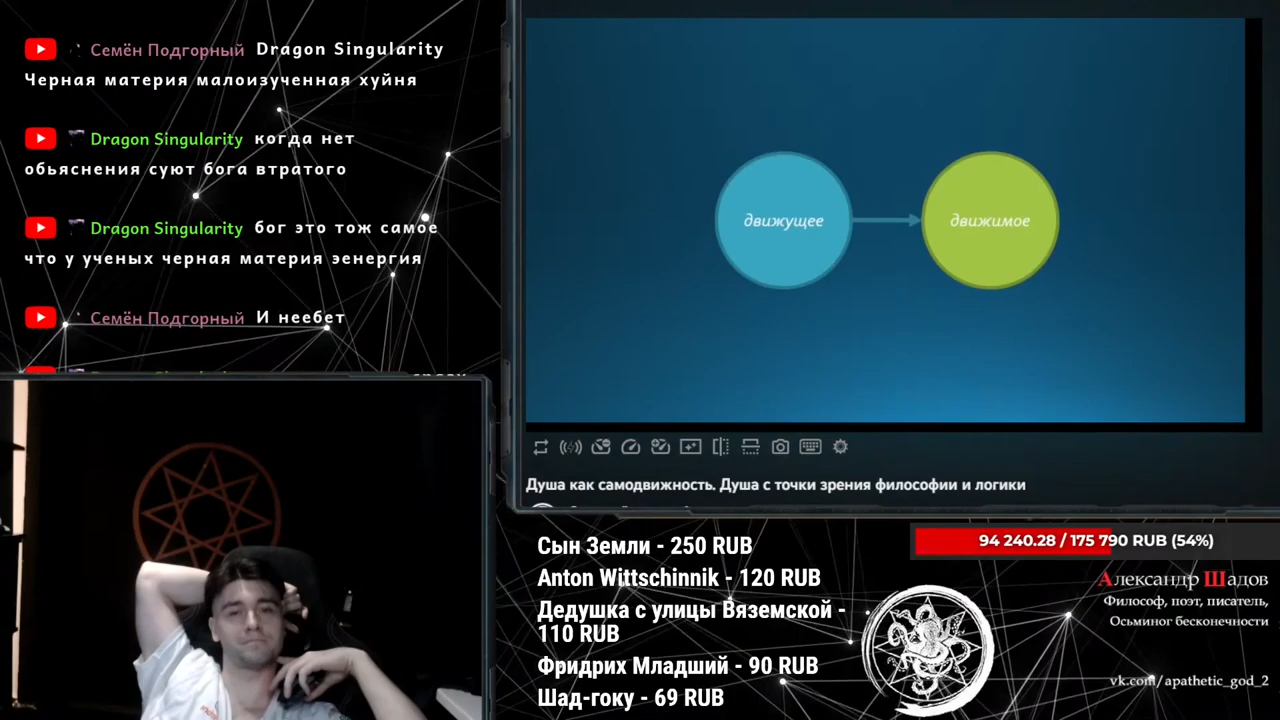 Семён Подгорный Dragon Singularity
Черная материя малоизученная хуйня
Dragon Singularity когда нет
обьяснения суют бога втратого
Dragon Singularity бог это тож самое
что у ученых черная материя эенергия
Семён Подгорный И неебет
движущее
движимое
Душа как самодвижность. Душа с точки зрения философии и логики
Сын Земли - 250 RUB
Anton Wittschinnik - 120 RUB
Дедушка с улицы Вяземской -
110 RUB
Фридрих Младший - 90 RUB
Шад-гоку - 69 RUB
94 240.28 / 175 790 RUB (54%)
Александр Шадов
Философ, поэт, писатель,
Осьминог бесконечности
vk.com/apathetic_god_2